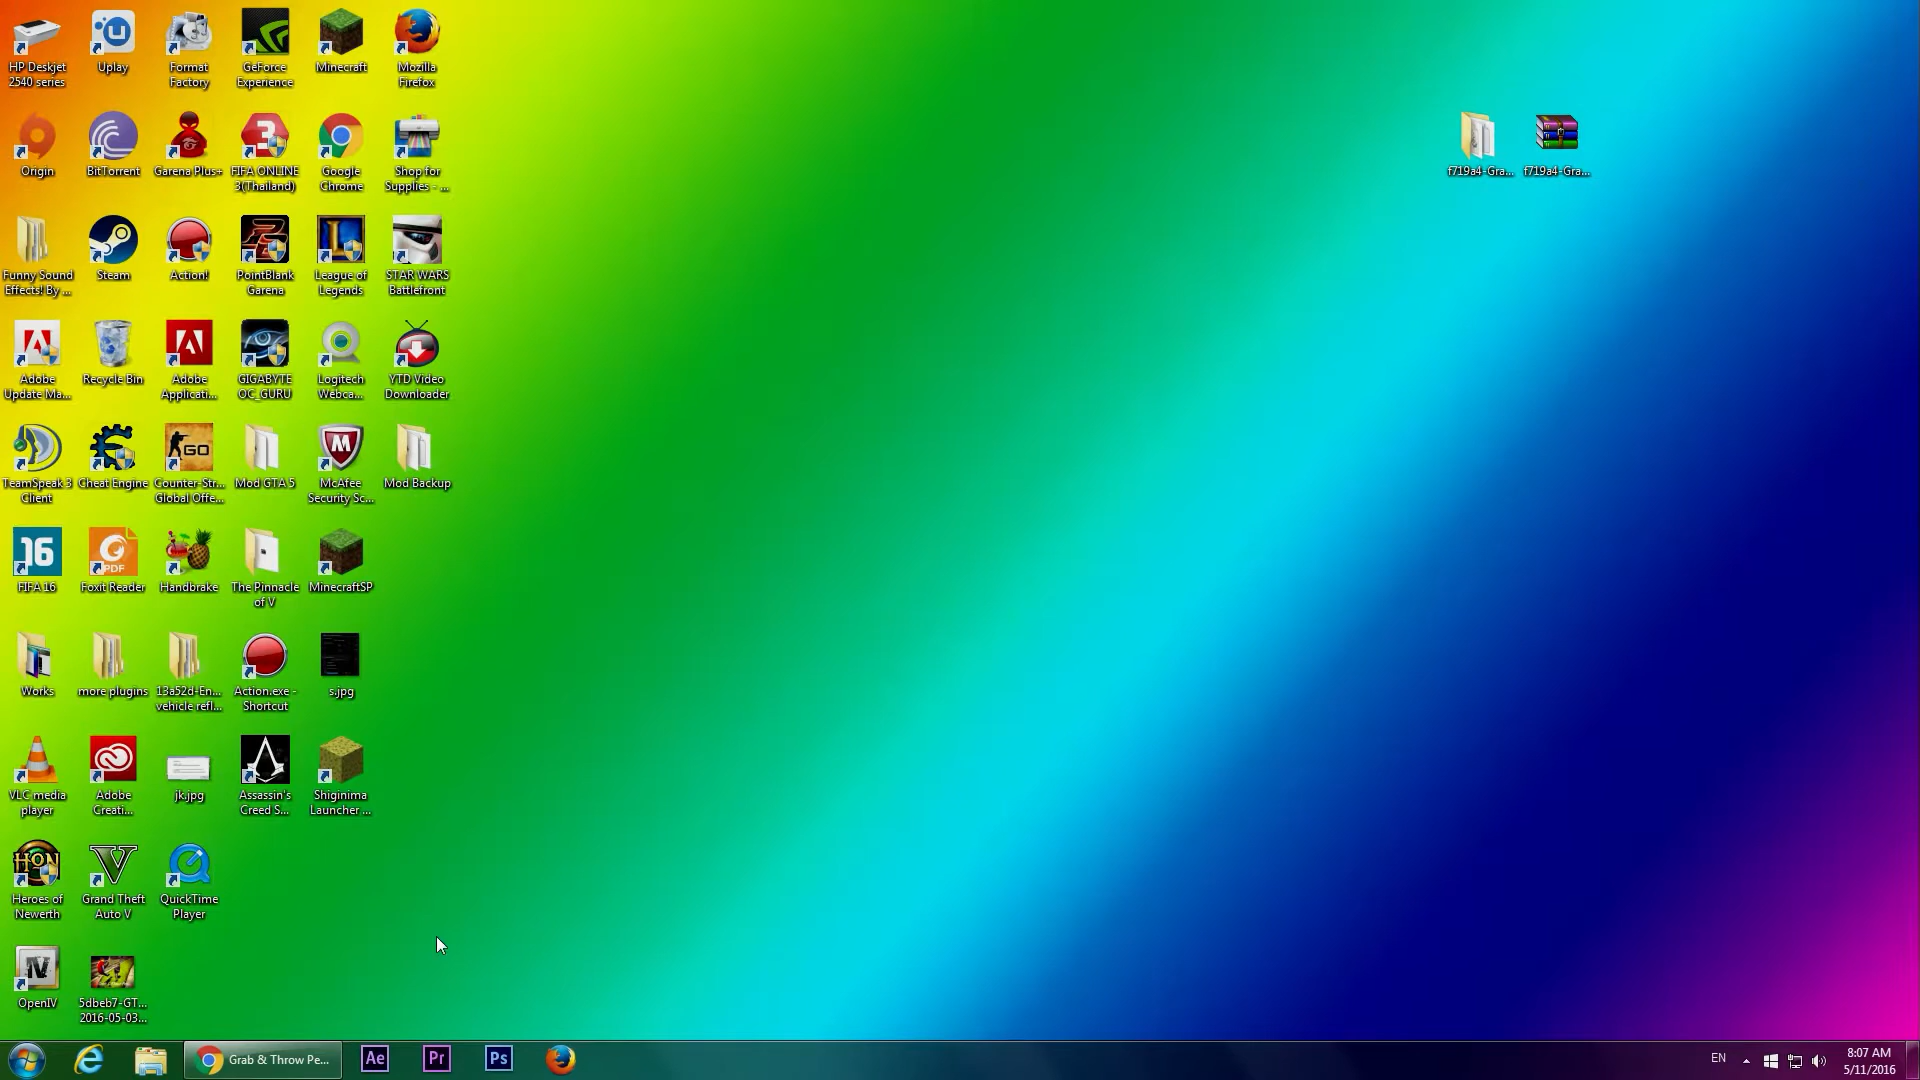 HP Deskjet
2540 series
Uplay
Format
Factory
GeForce
Experience
Minecraft
Mozilla
Firefox
Origin
BitTorrent
Garena Plus+
FIFA ONLINE
3(Thailand)
Google
Chrome
Shop for
Supplies - ...
f719a4-Gra...
f719a4-Gra...
Funny Sound
Effects! By ...
Steam
Action!
PointBlank
Garena
League of
Legends
STAR WARS
Battlefront
Adobe
Update Ma...
Recycle Bin
Adobe
Applicati...
GIGABYTE
OC_GURU
Logitech
Webca...
YTD Video
Downloader
GO
TeamSpeak 3
Client
Cheat Engine
Counter-Str...
Global Offe...
Mod GTA 5
McAfee
Security Sc...
Mod Backup
16
PDF
FIFA 16
Foxit Reader
Handbrake
The Pinnacle
of V
MinecraftSP
Works
more plugins
13a52d-En...
vehicle refl...
Action.exe -
Shortcut
s.jpg
VLC media
player
Adobe
Creati...
jk.jpg
Assassin's
Creed S...
Shiginima
Launcher ...
HON
Heroes of
Newerth
Grand Theft
Auto V
QuickTime
Player
IV
OpenIV
5dbeb7-GT...
2016-05-03...
Grab & Throw Pe...
Ae
Pr
Ps
EN
8:07 AM
5/11/2016